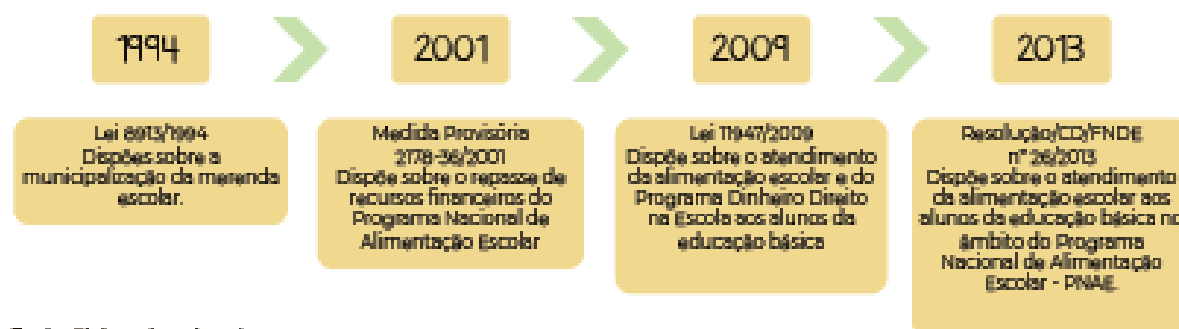 1994
2001
2009
2013
Lei 8913/1994
Dispões sobre a
municipalização da merenda
escolar.
Medida Provisória
2178-36/2001
Dispõe sobre o repasse de
recursos financeiros do
Programa Nacional de
Alimentação Escolar
Lei 11947/2009
Dispõe sobre o atendimento
da alimentação escolar e do
Programa Dinheiro Direito
na Escola aos alunos da
educação básica
Resolução/CD/FNDE
n° 26/2013
Dispõe sobre o atendimento
da alimentação escolar aos
alunos da educação básica no
âmbito do Programa
Nacional de Alimentação
Escolar - PNAE.